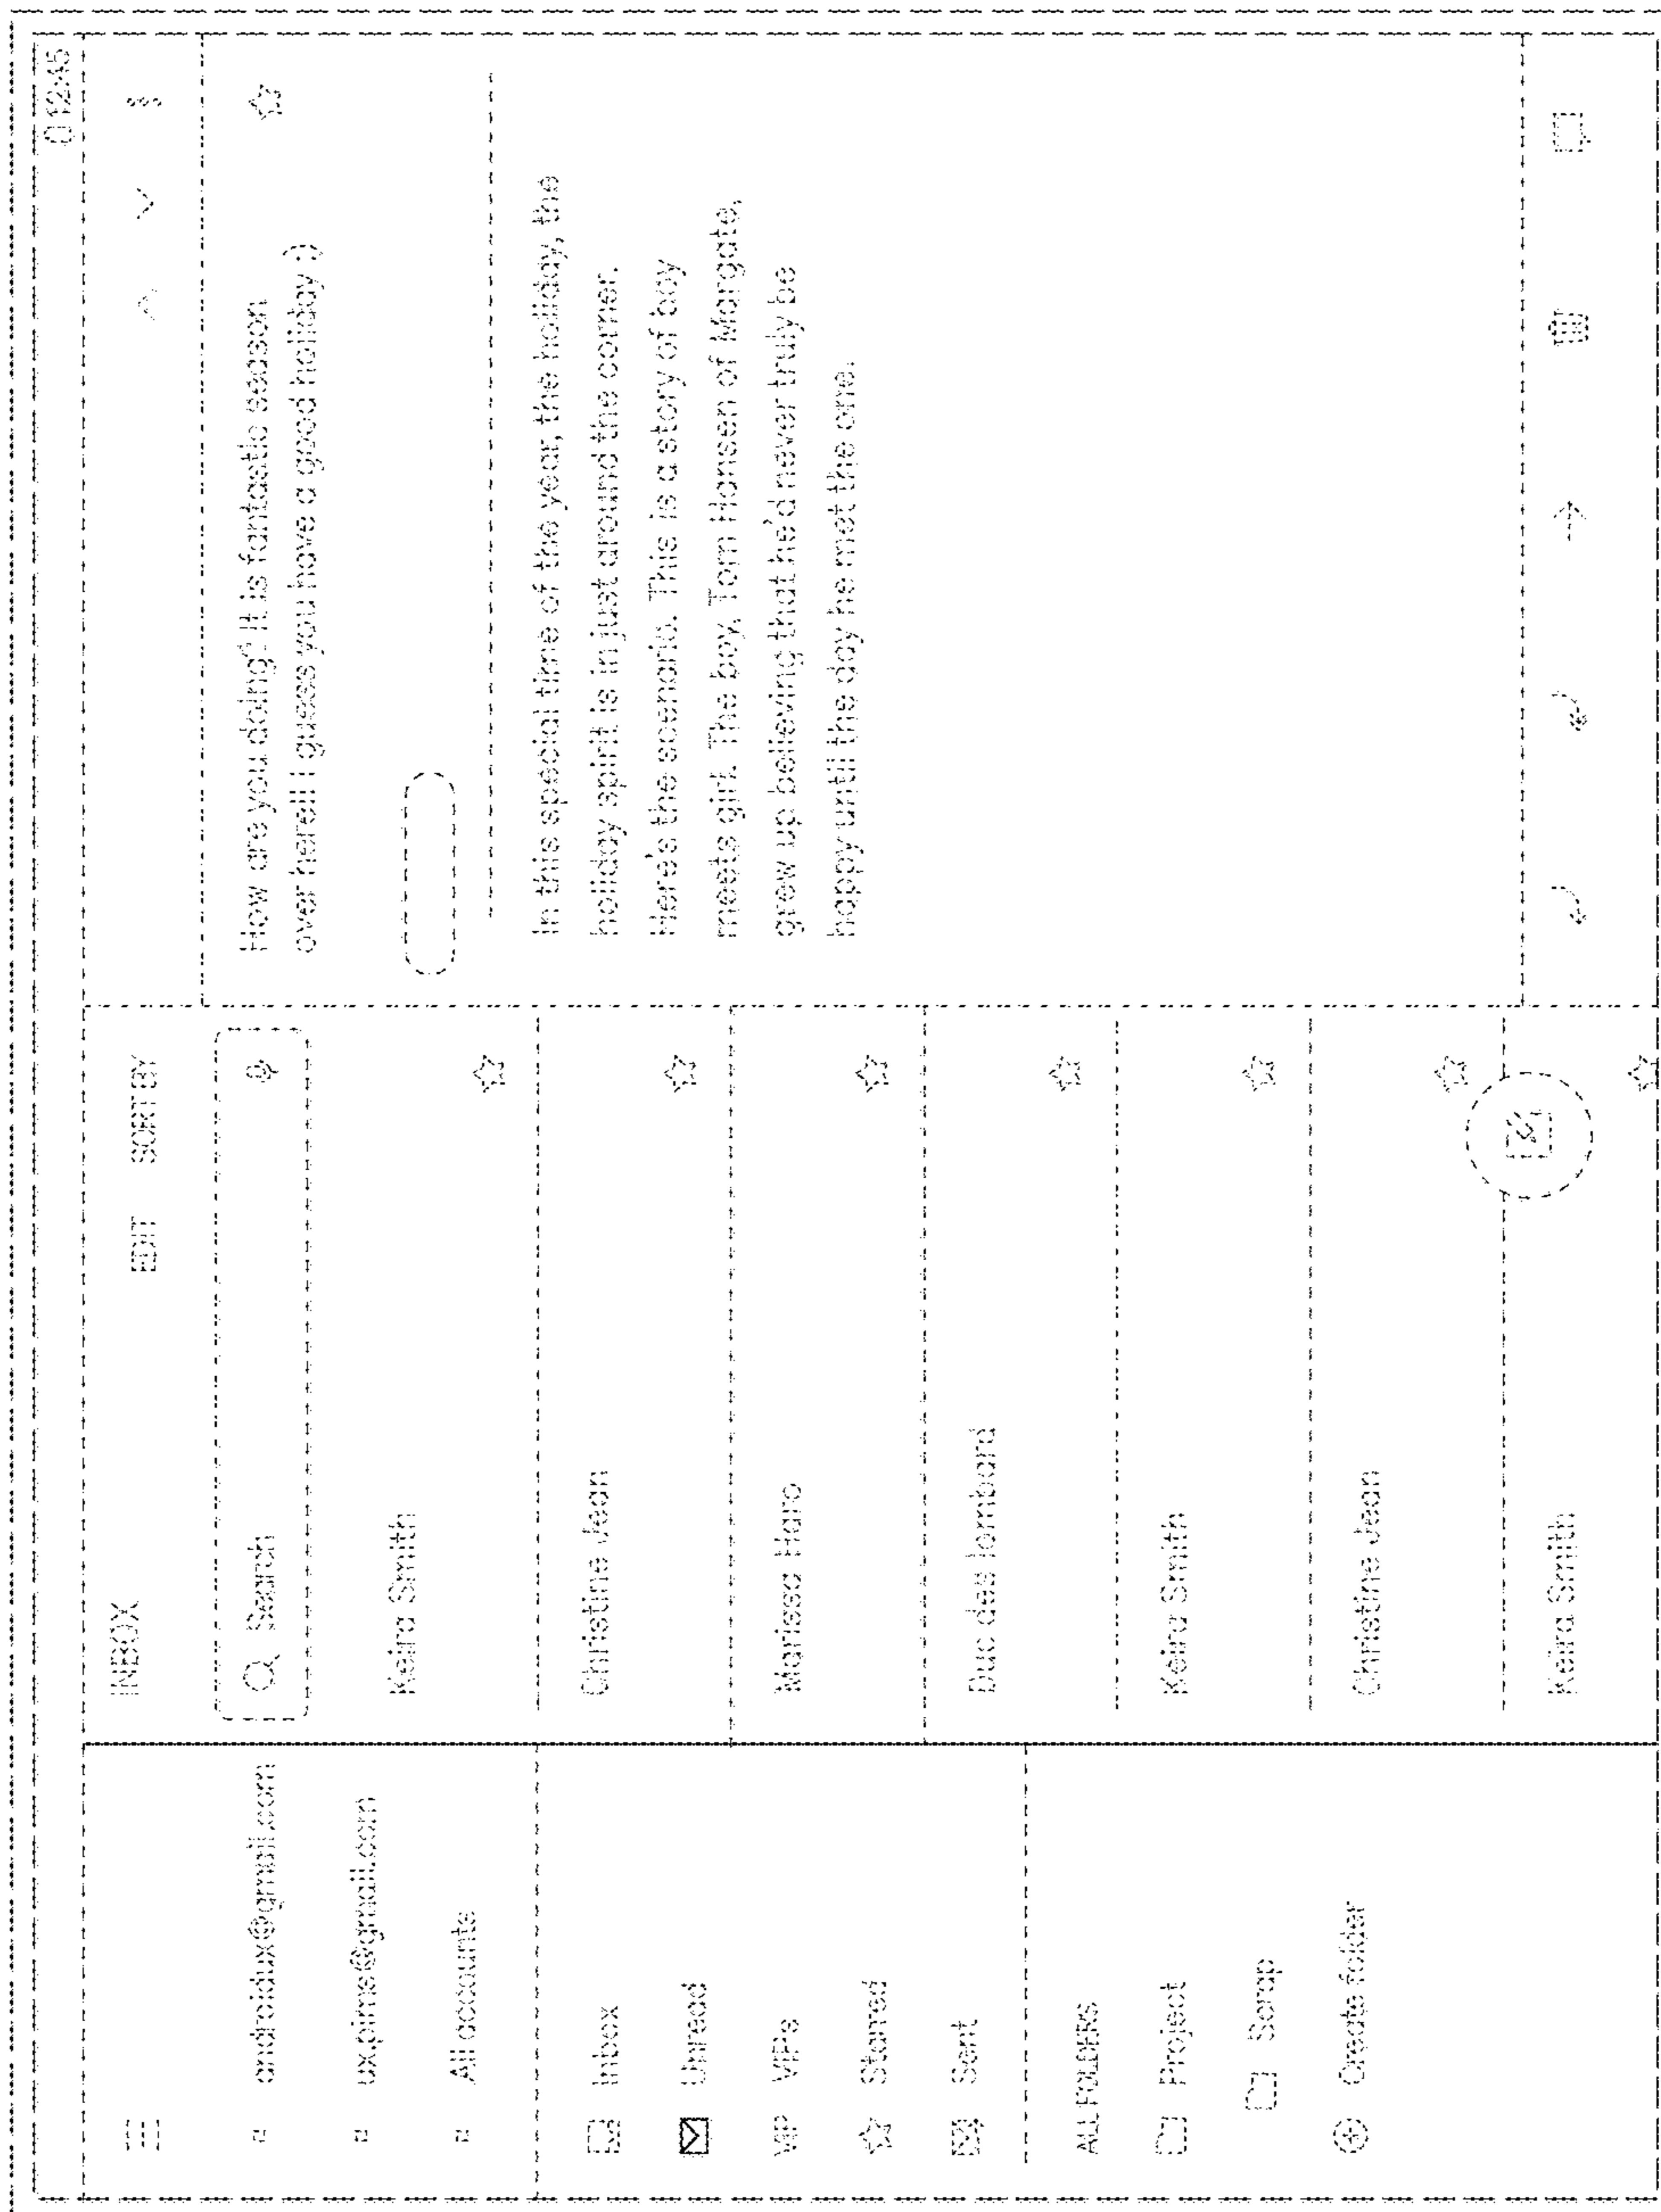 12:45
androidux@gmail.com
ux.pims@gmail.com
All accounts
Inbox
Unread
VIP VIPs
Starred
Sent
ALL FOLDERS
Project
Scrap
Create folder
INBOX EDIT SORT BY
Search
Keira Smith
Christine Jean
Marissa Haro
Duc das lombard
Keira Smith
Christine Jean
Keira Smith
How are you doing? It is fantastic season
over here!! I guess you have a good holiday :)
In this special time of the year, the holiday, the
holiday spirit is in just around the corner.
Here's the scenario. This is a story of boy
meets girl. The boy, Tom Hansen of Margate,
grew up believing that he'd never truly be
happy until the day he met the one.